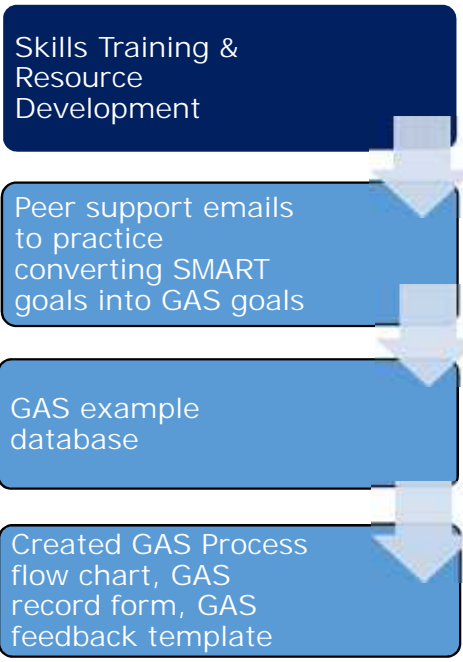 Skills Training &
Resource
Development
Peer support emails
to practice
converting SMART
goals into GAS goals
GAS example
database
Created GAS Process
flow chart, GAS
record form, GAS
feedback template